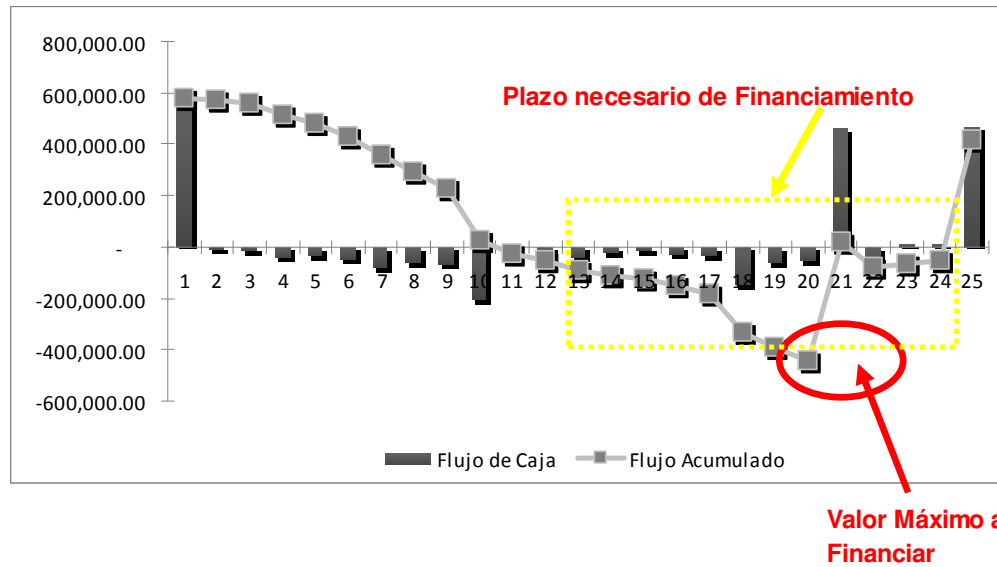 800,000.00
600,000.00
400,000.00
200,000.00
-
-200,000.00
-400,000.00
-600,000.00
Plazo necesario de Financiamiento
1 2 3 4 5 6 7 8 9 10 11 12 13 14 15 16 17 18 19 20 21 22 23 24 25
Flujo de Caja Flujo Acumulado
Valor Máximo a
Financiar